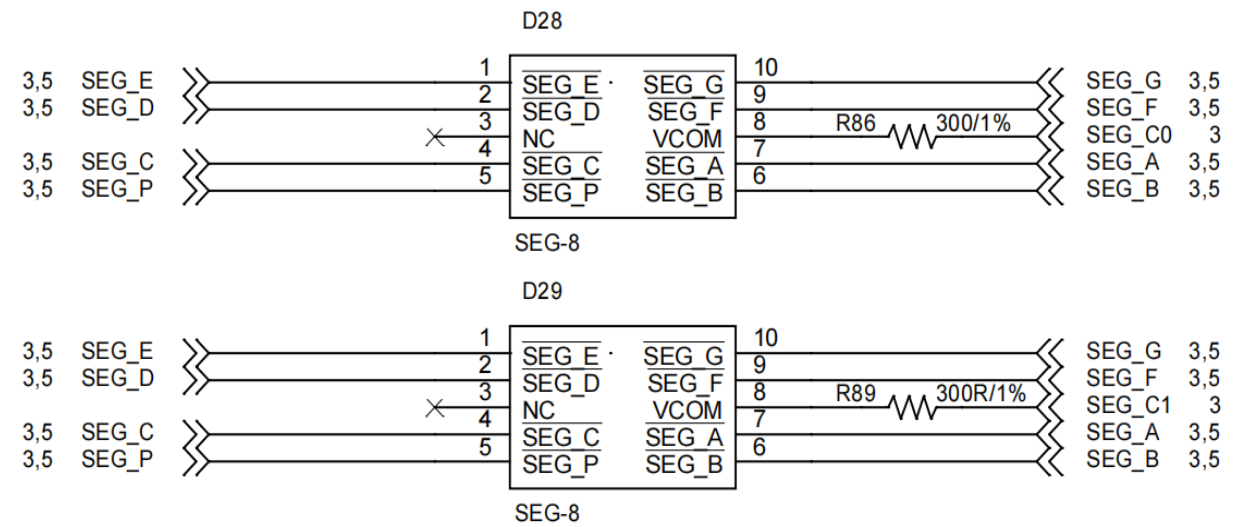 D28
1 10
3,5 SEG_E SEG_E SEG_G SEG_G 3,5
2 9
3,5 SEG_D SEG_D SEG_F SEG_F 3,5
3 8 R86 300/1%
NC VCOM SEG_C0 3
4 7
3,5 SEG_C SEG_C SEG_A SEG_A 3,5
5 6
3,5 SEG_P SEG_P SEG_B SEG_B 3,5
SEG-8
D29
1 10
3,5 SEG_E SEG_E SEG_G SEG_G 3,5
2 9
3,5 SEG_D SEG_D SEG_F SEG_F 3,5
3 8 R89 300R/1%
NC VCOM SEG_C1 3
4 7
3,5 SEG_C SEG_C SEG_A SEG_A 3,5
5 6
3,5 SEG_P SEG_P SEG_B SEG_B 3,5
SEG-8